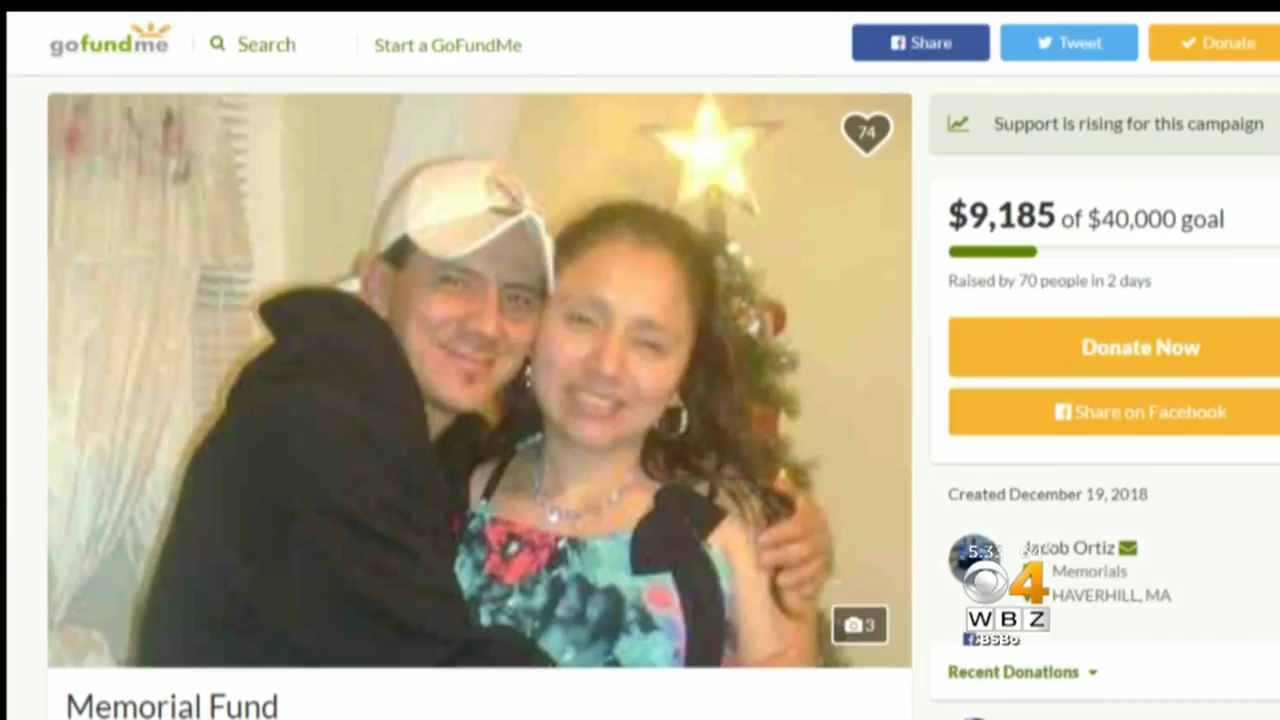 gofundme
Search
Start a GoFundMe
Share
Tweet
Donate
74
Support is rising for this campaign
$9,185 of $40,000 goal
Raised by 70 people in 2 days
Donate Now
Share on Facebook
Created December 19, 2018
Jacob Ortiz
Memorials
HAVERHILL, MA
4
WBZ
3
Recent Donations
Memorial Fund